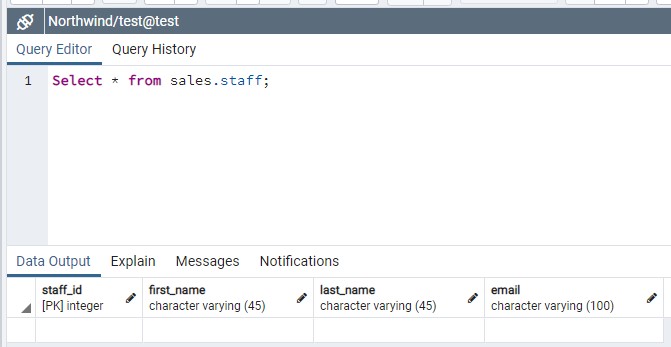 Northwind/test@test
Query Editor Query History
1 Select * from sales.staff;
Data Output Explain Messages Notifications
staff_id first_name last_name email
[PK] integer character varying (45) character varying (45) character varying (100)